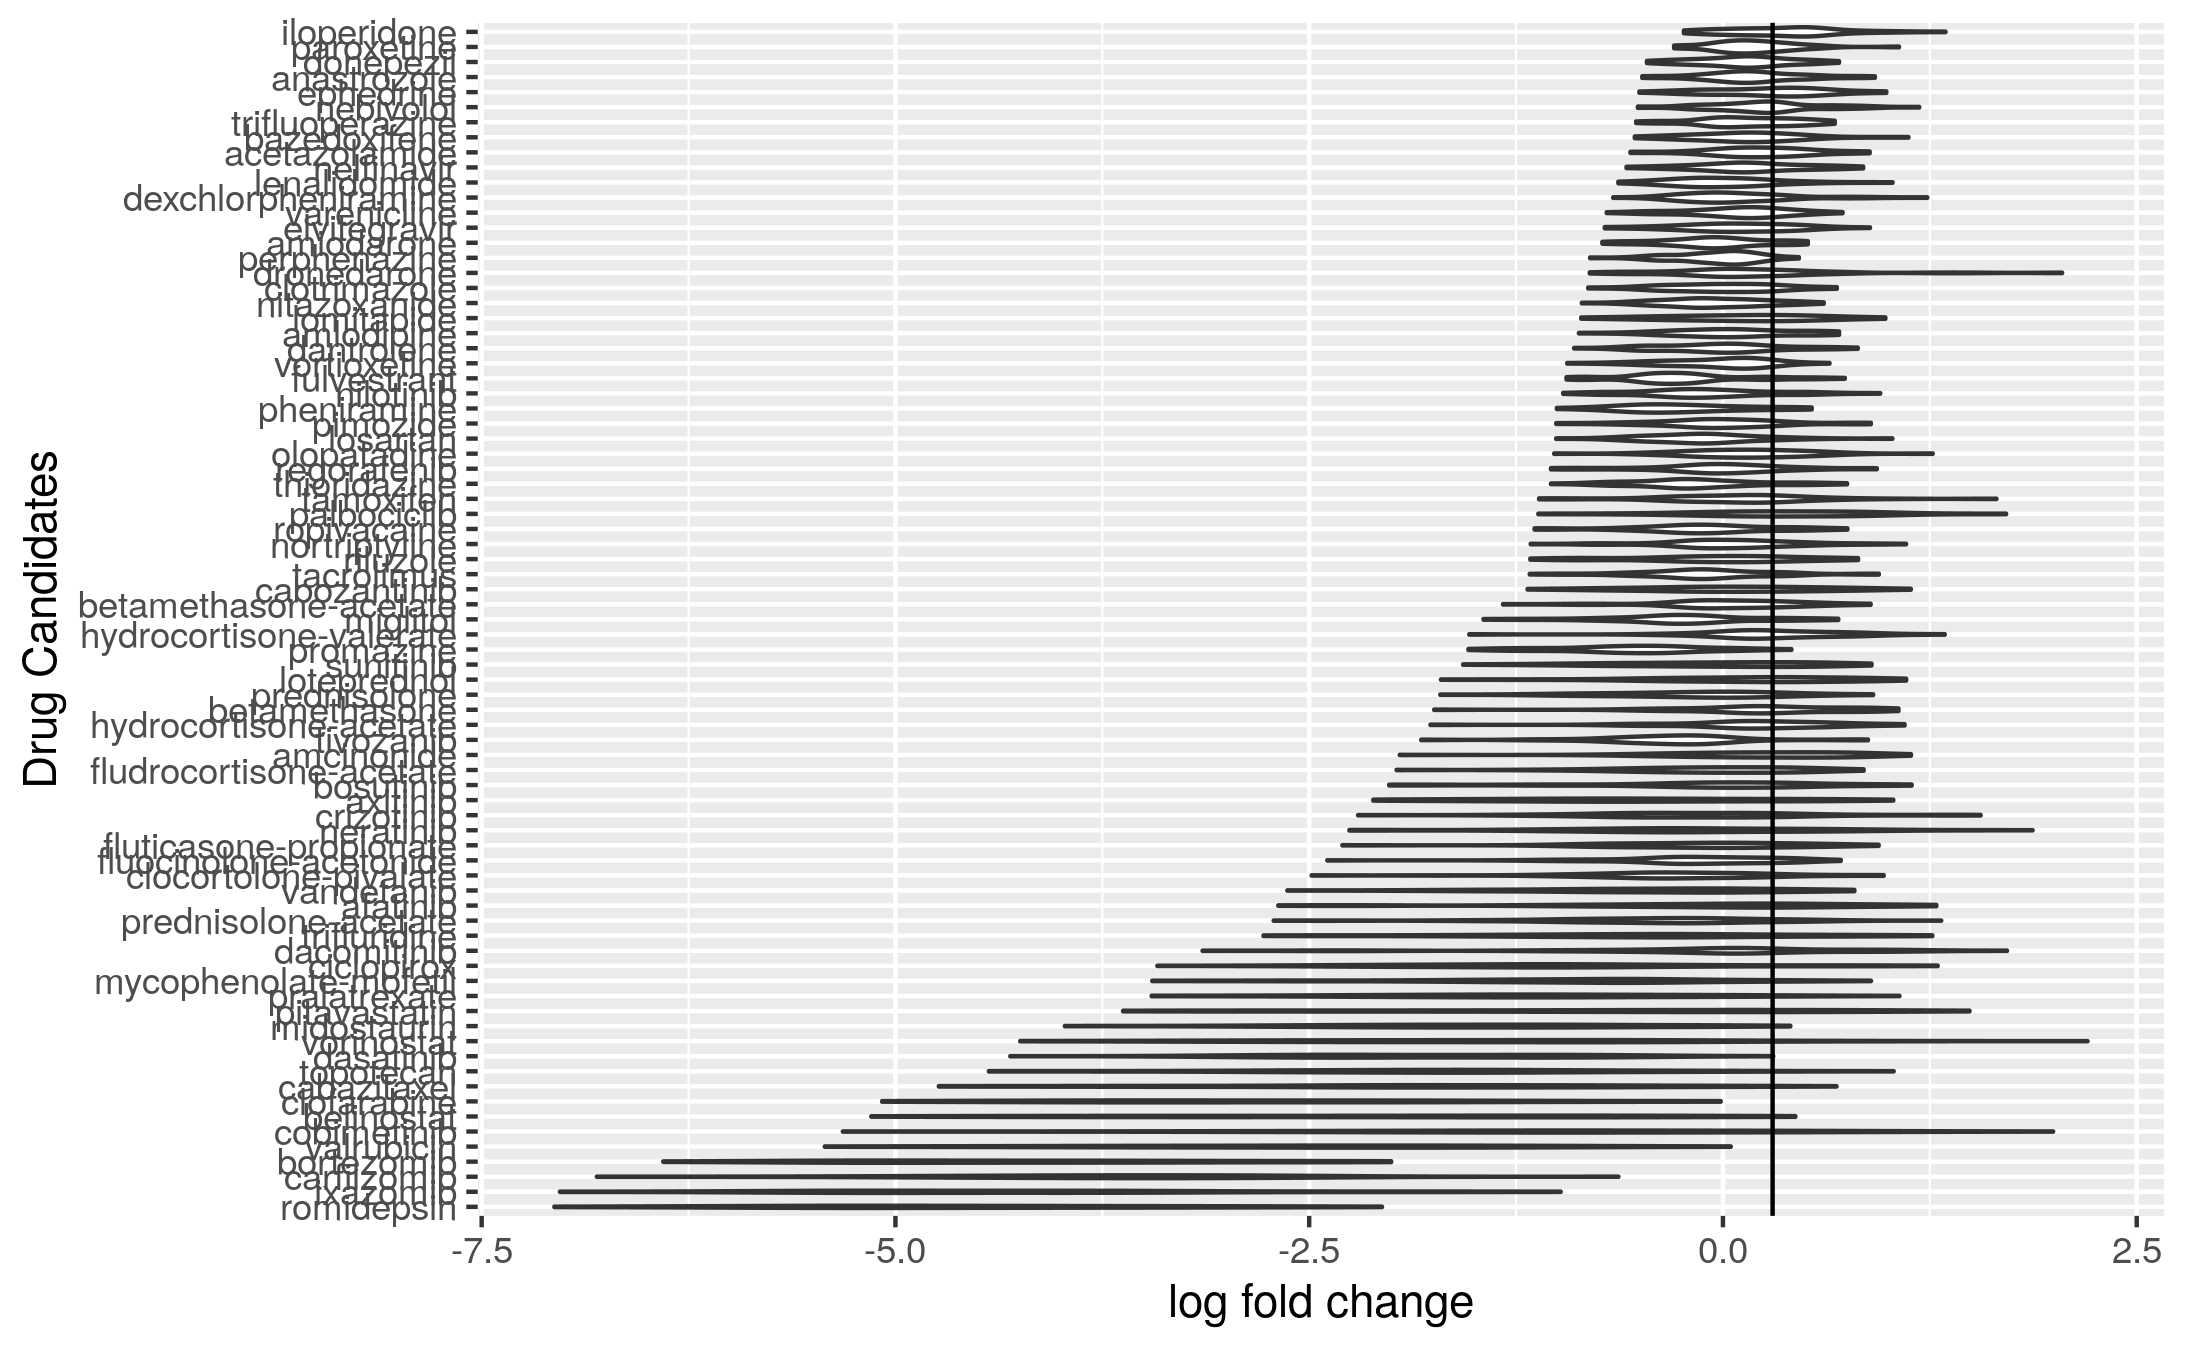 iloperidone
paroxetine
donepezil
anastrozole
ephedrine
nebivolol
trifluoperazine
bazedoxifene
acetazolamide
nelfinavir
lenalidomide
dexchlorpheniramine
varenicline
elvitegravir
amiodarone
perphenazine
dronedarone
clotrimazole
nitazoxanide
lomitapide
amlodipine
dantrolene
vortioxetine
fulvestrant
nilotinib
pheniramine
pimozide
losartan
olopatadine
regorafenib
thioridazine
tamoxifen
palbociclib
ropivacaine
nortriptyline
riluzole
tacrolimus
cabozantinib
betamethasone-acetate
miglitol
hydrocortisone-valerate
promazine
sunitinib
loteprednol
prednisolone
betamethasone
hydrocortisone-acetate
tivozanib
amcinonide
fludrocortisone-acetate
bosutinib
axitinib
crizotinib
neratinib
fluticasone-propionate
fluocinolone-acetonide
clocortolone-pivalate
vandetanib
afatinib
prednisolone-acetate
trifluridine
dacomitinib
ciclopirox
mycophenolate-mofetil
pralatrexate
pitavastatin
midostaurin
vorinostat
dasatinib
topotecan
cabazitaxel
clofarabine
belinostat
cobimetinib
valrubicin
bortezomib
carfilzomib
ixazomib
romidepsin
Drug Candidates
-7.5
-5.0
-2.5
0.0
2.5
log fold change